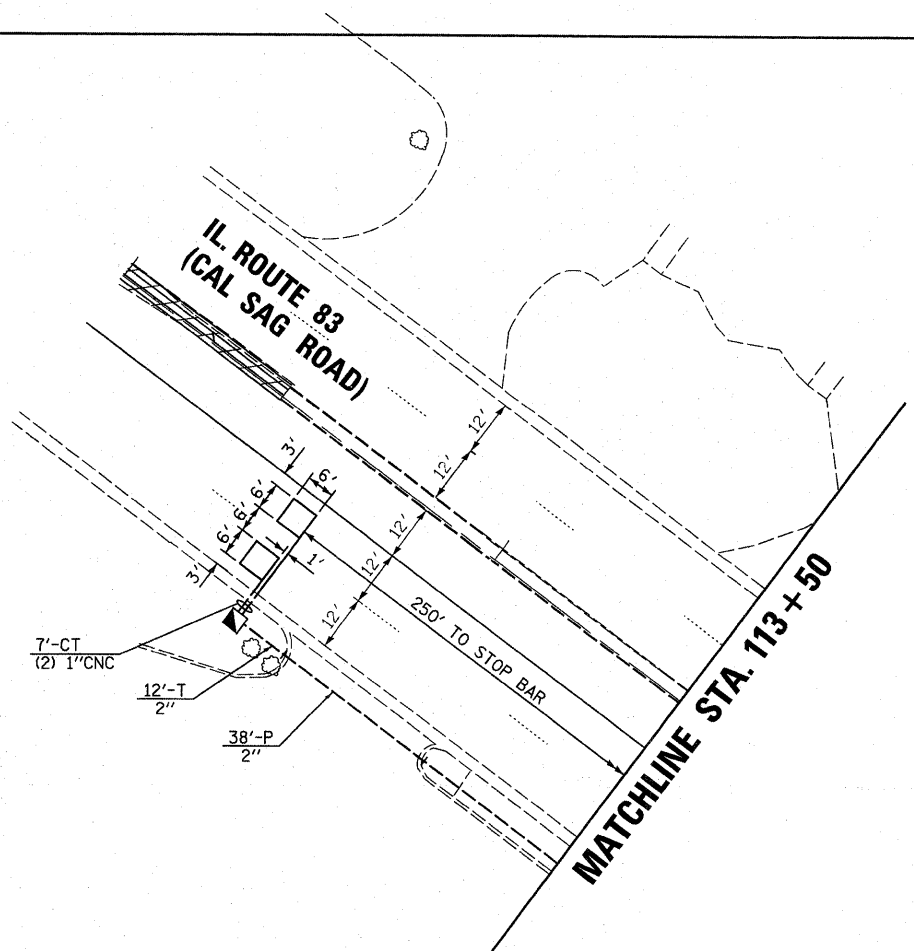 IL. ROUTE 83
(CAL SAG ROAD)
12'
12'
3'
6'
6'
6'
6'
12'
12'
1'
3'
12'
250' TO STOP BAR
7'-CT
(2) 1"CNC
12'-T
2"
38'-P
2"
MATCHLINE STA. 113+50